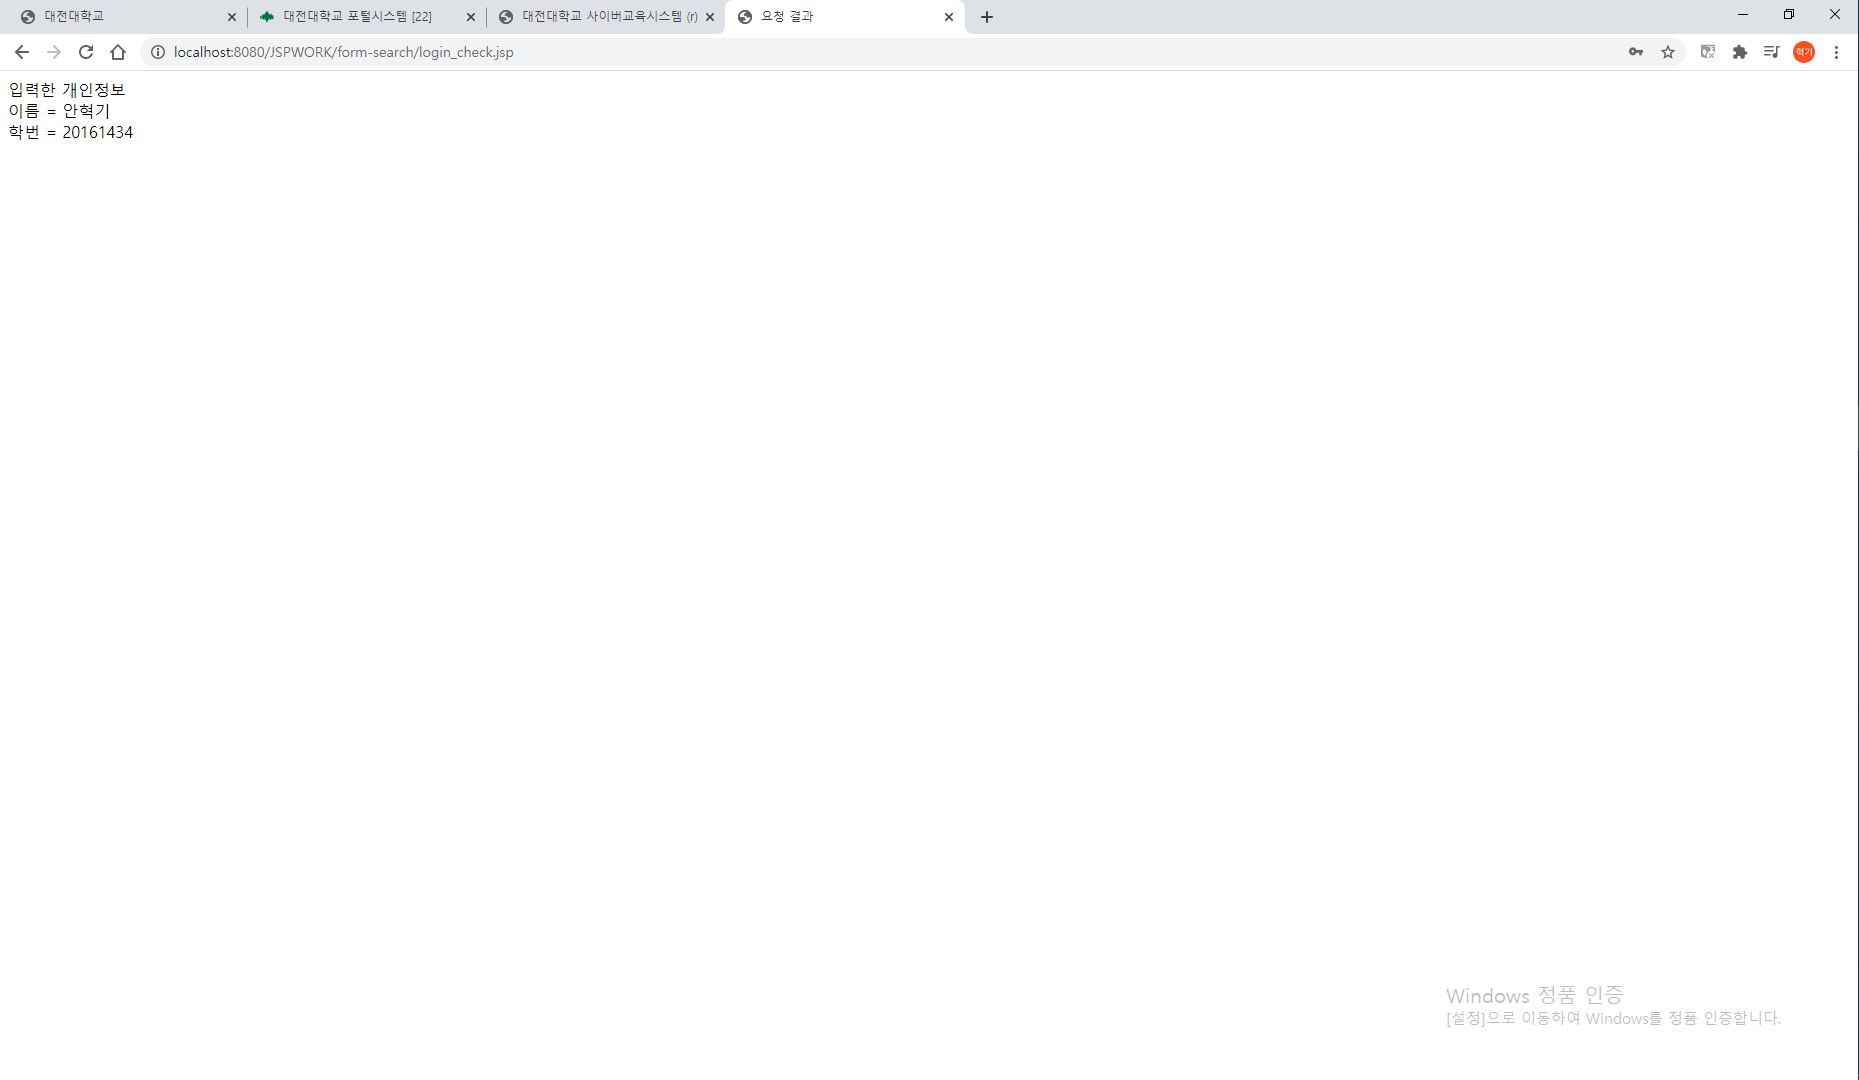 대전대학교
대전대학교 포털시스템 [22]
대전대학교 사이버교육시스템 (r)
요청 결과
localhost:8080/JSPWORK/form-search/login_check.jsp
혁기
입력한 개인정보
이름 = 안혁기
학번 = 20161434
Windows 정품 인증
[설정]으로 이동하여 Windows를 정품 인증합니다.